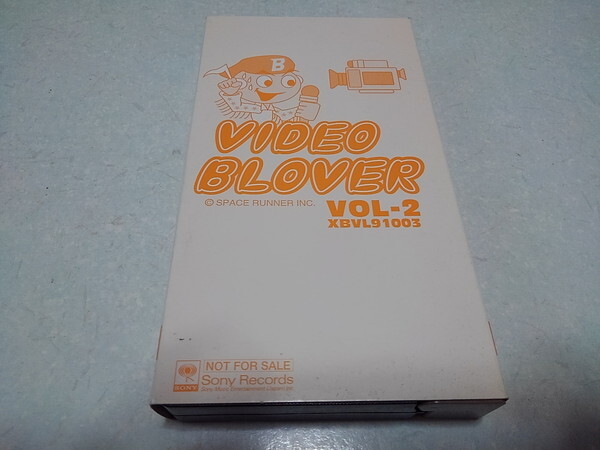 B
VIDEO
BLOVER
© SPACE RUNNER INC.
VOL-2
XBVL91003
NOT FOR SALE
SONY
Sony Records